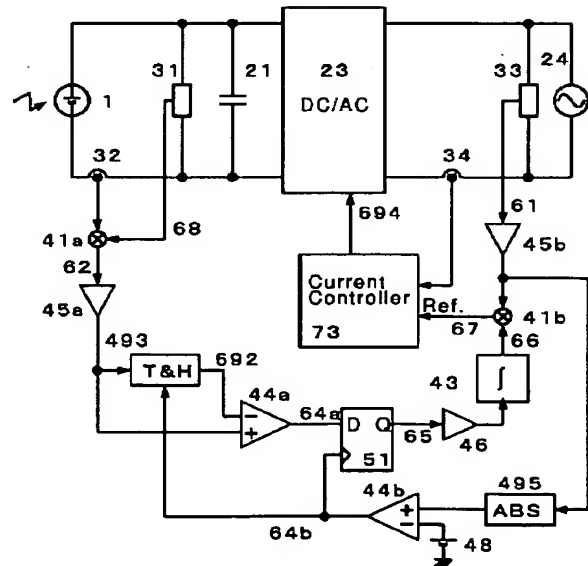 31 21 23 33 24
1 DC/AC
32 34
41a 68 694 61
62 45b
45a Current
Controller
73
Ref.
67 41b
66
493 692
T&H 44a 43 ∫
64a D Q 65 46
- +
51 495
44b ABS
+ -
64b 48